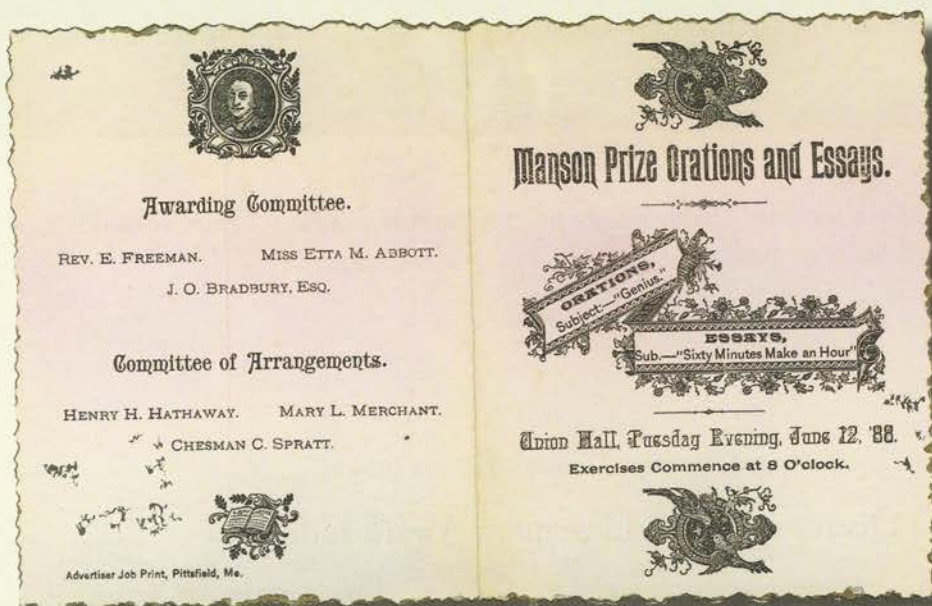 Awarding Committee.
REV. E. FREEMAN. MISS ETTA M. ABBOTT.
J. O. BRADBURY, ESQ.
Committee of Arrangements.
HENRY H. HATHAWAY. MARY L. MERCHANT.
CHESMAN C. SPRATT.
Advertiser Job Print, Pittsfield, Me.
Manson Prize Orations and Essays.
ORATIONS,
Subject:—"Genius."
ESSAYS,
Sub.—"Sixty Minutes Make an Hour"
Union Hall, Tuesday Evening, June 12, '88.
Exercises Commence at 8 O'clock.